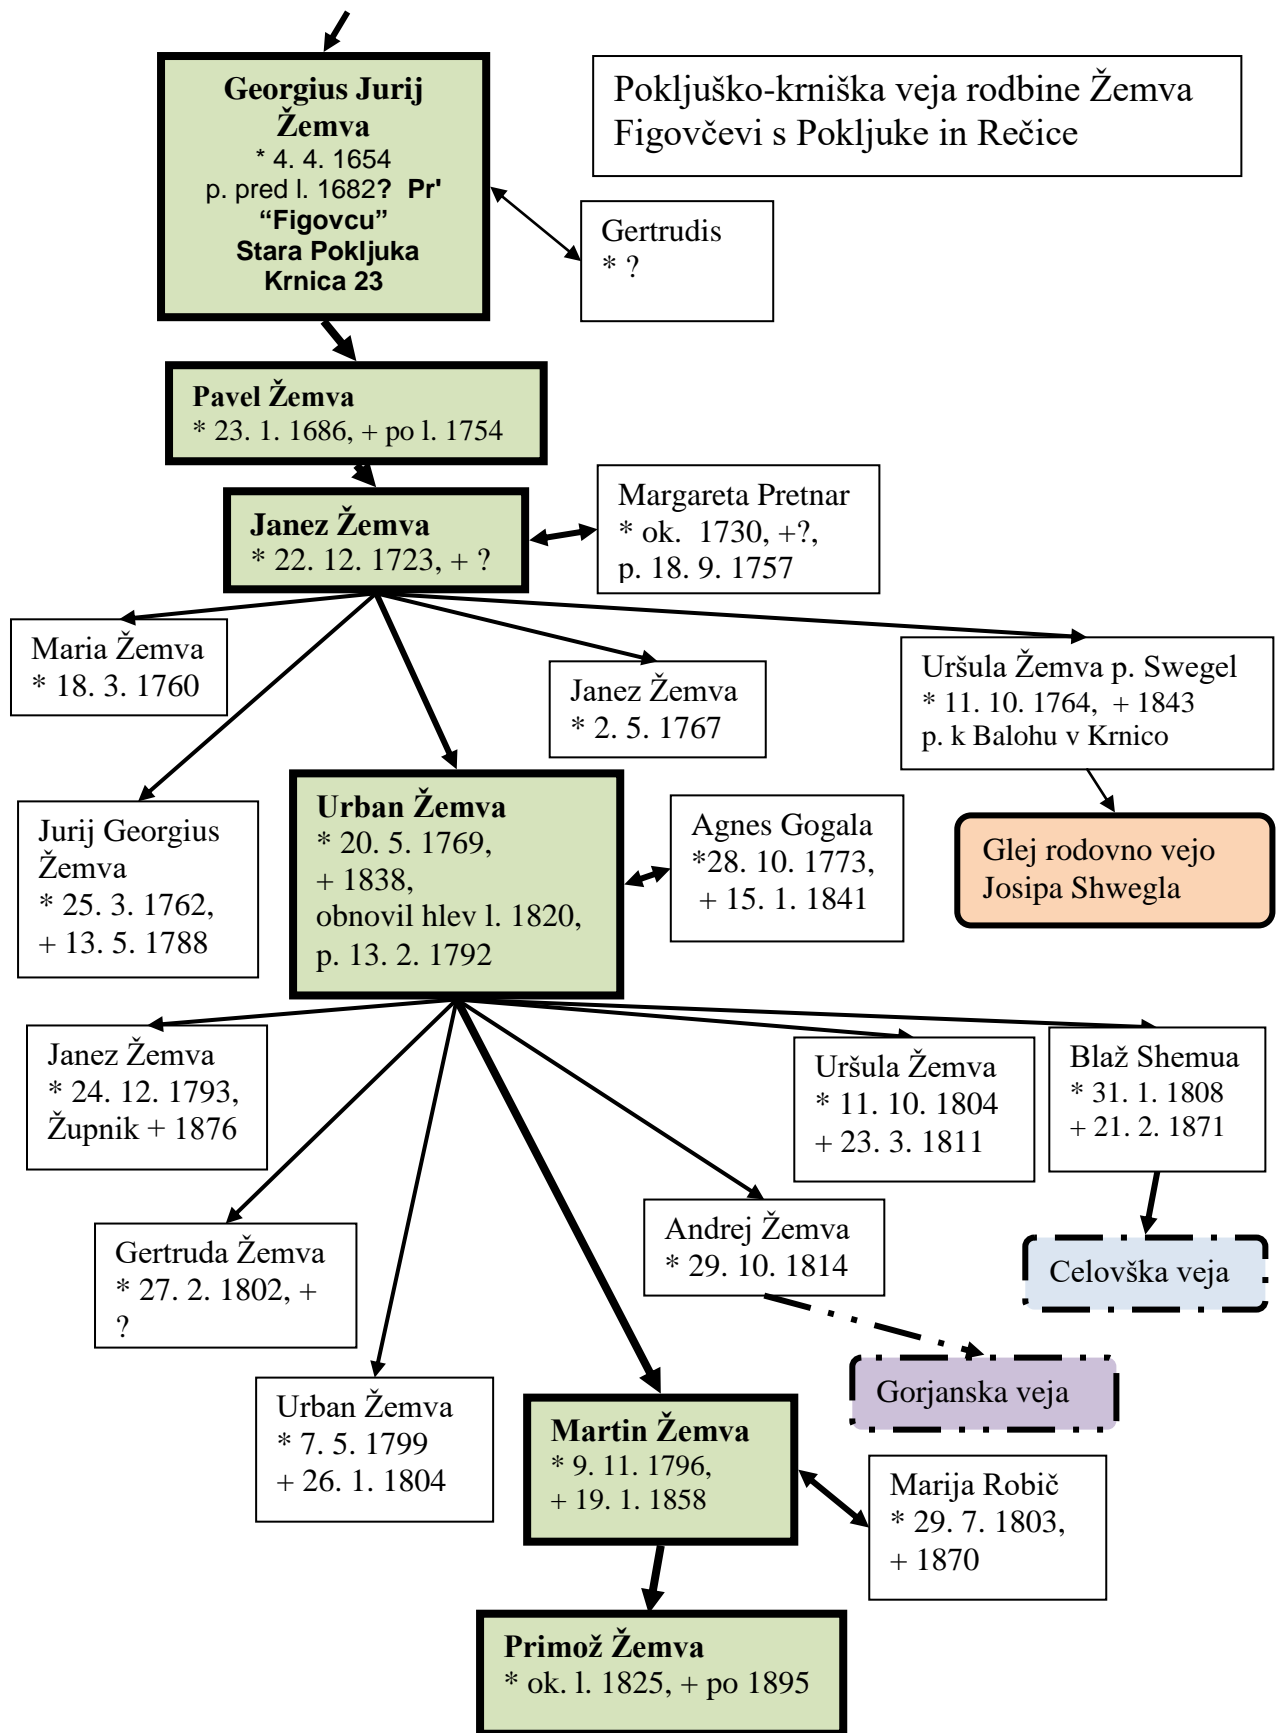 Georgius Jurij
Žemva
* 4. 4. 1654
p. pred l. 1682? Pr'
“Figovcu”
Stara Pokljuka
Krnica 23
Pokljuško-krniška veja rodbine Žemva
Figovčevi s Pokljuke in Rečice
Gertrudis
* ?
Pavel Žemva
* 23. 1. 1686, + po l. 1754
Janez Žemva
* 22. 12. 1723, + ?
Margareta Pretnar
* ok. 1730, +?,
p. 18. 9. 1757
Maria Žemva
* 18. 3. 1760
Janez Žemva
* 2. 5. 1767
Uršula Žemva p. Swegel
* 11. 10. 1764, + 1843
p. k Balohu v Krnico
Jurij Georgius
Žemva
* 25. 3. 1762,
+ 13. 5. 1788
Urban Žemva
* 20. 5. 1769,
+ 1838,
obnovil hlev l. 1820,
p. 13. 2. 1792
Agnes Gogala
*28. 10. 1773,
+ 15. 1. 1841
Glej rodovno vejo
Josipa Shwegla
Janez Žemva
* 24. 12. 1793,
Župnik + 1876
Uršula Žemva
* 11. 10. 1804
+ 23. 3. 1811
Blaž Shemua
* 31. 1. 1808
+ 21. 2. 1871
Gertruda Žemva
* 27. 2. 1802, +
?
Andrej Žemva
* 29. 10. 1814
Celovška veja
Gorjanska veja
Urban Žemva
* 7. 5. 1799
+ 26. 1. 1804
Martin Žemva
* 9. 11. 1796,
+ 19. 1. 1858
Marija Robič
* 29. 7. 1803,
+ 1870
Primož Žemva
* ok. l. 1825, + po 1895